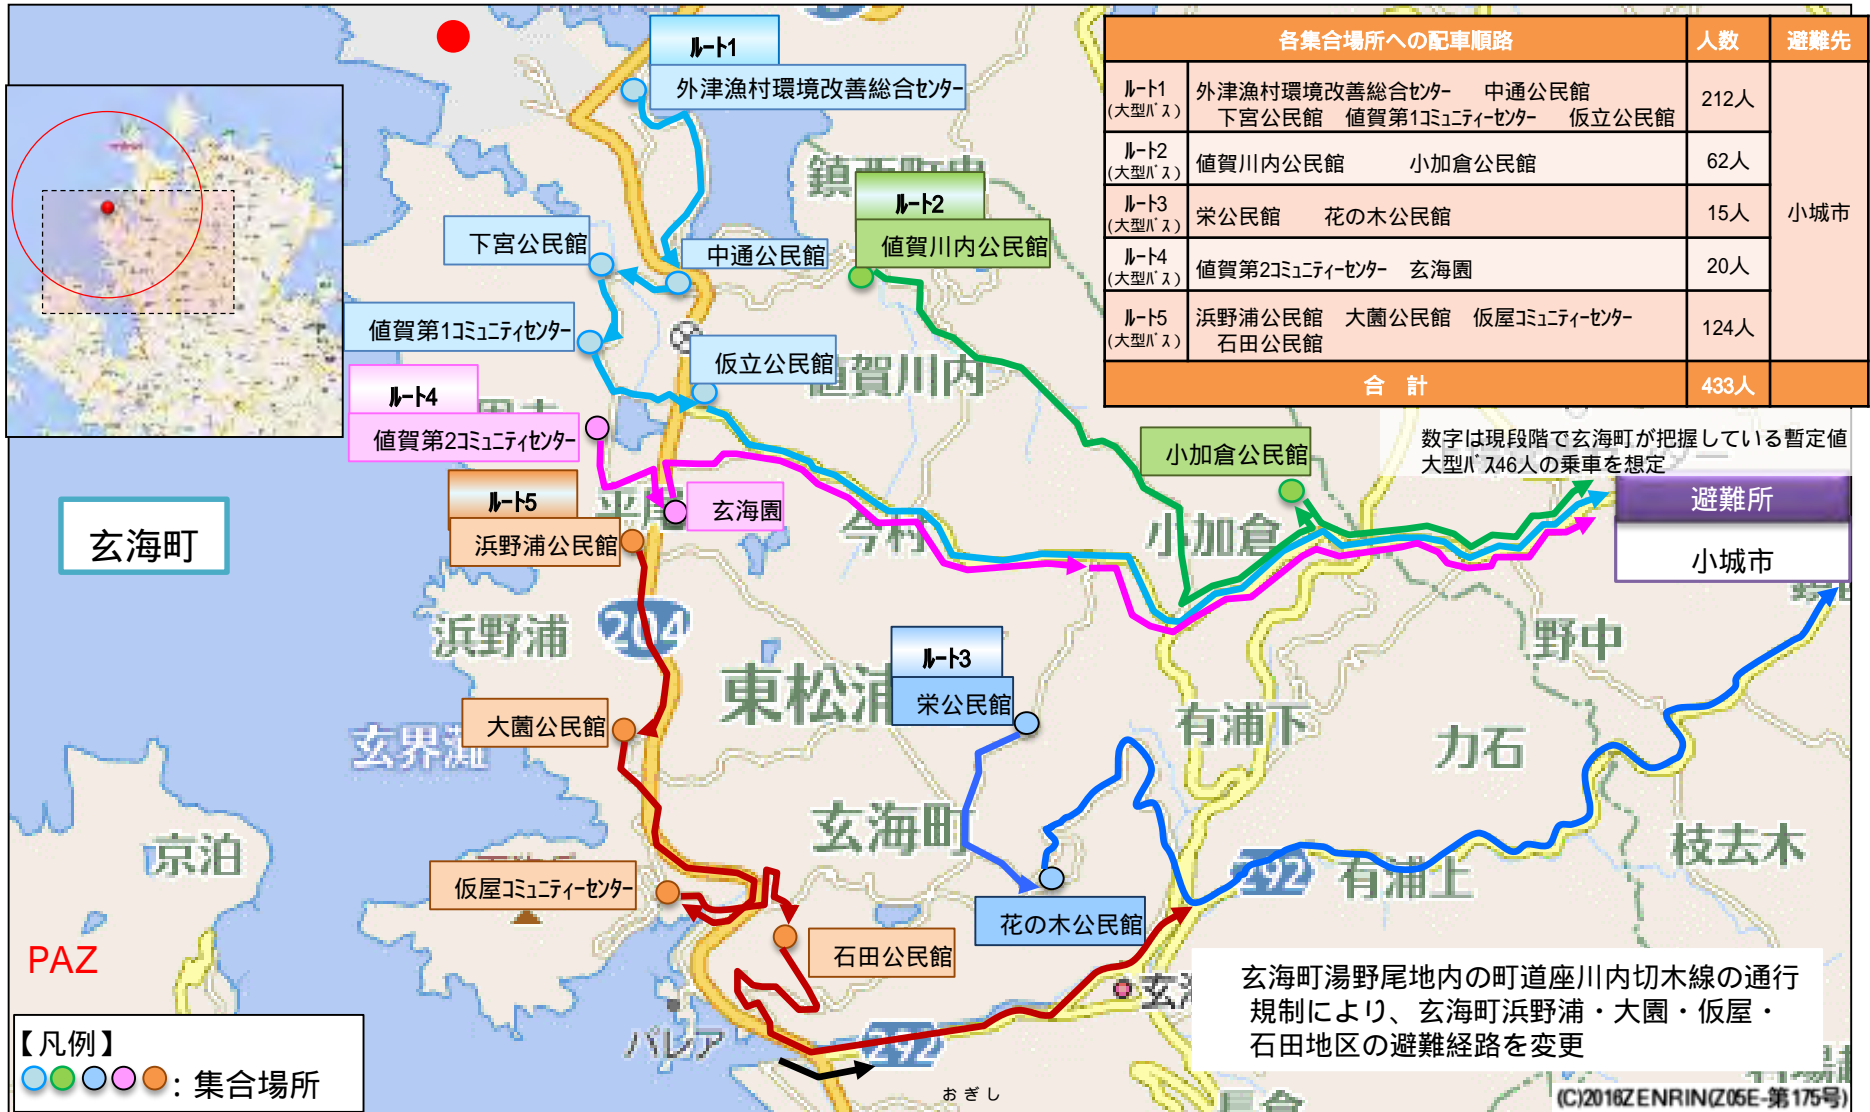 各集合場所への配車順路
人数
避難先
ルート1
(大型バス)
外津漁村環境改善総合センター 中通公民館
下宮公民館 値賀第1コミュニティーセンター 仮立公民館
212人
ルート2
(大型バス)
値賀川内公民館 小加倉公民館
62人
ルート3
(大型バス)
栄公民館 花の木公民館
15人
小城市
ルート4
(大型バス)
値賀第2コミュニティーセンター 玄海園
20人
ルート5
(大型バス)
浜野浦公民館 大薗公民館 仮屋コミュニティーセンター
石田公民館
124人
合 計
433人
数字は現段階で玄海町が把握している暫定値
大型バス46人の乗車を想定
ルート1
外津漁村環境改善総合センター
鎮西町中
ルート2
値賀川内公民館
下宮公民館
中通公民館
値賀第1コミュニティセンター
仮立公民館
値賀川内
ルート4
値賀第2コミュニティセンター
小加倉公民館
避難所
小城市
ルート5
平尾
玄海園
浜野浦公民館
今村
小加倉
玄海町
浜野浦
204
野中
ルート3
栄公民館
東松浦
大薗公民館
有浦下
力石
玄界灘
玄海町
京泊
枝去木
仮屋コミュニティーセンター
292
有浦上
花の木公民館
石田公民館
PAZ
玄海町湯野尾地内の町道座川内切木線の通行
規制により、玄海町浜野浦・大園・仮屋・
石田地区の避難経路を変更
パレア
292
【凡例】
：集合場所
おぎし
(C)2016ZENRIN(Z05E-第175号)